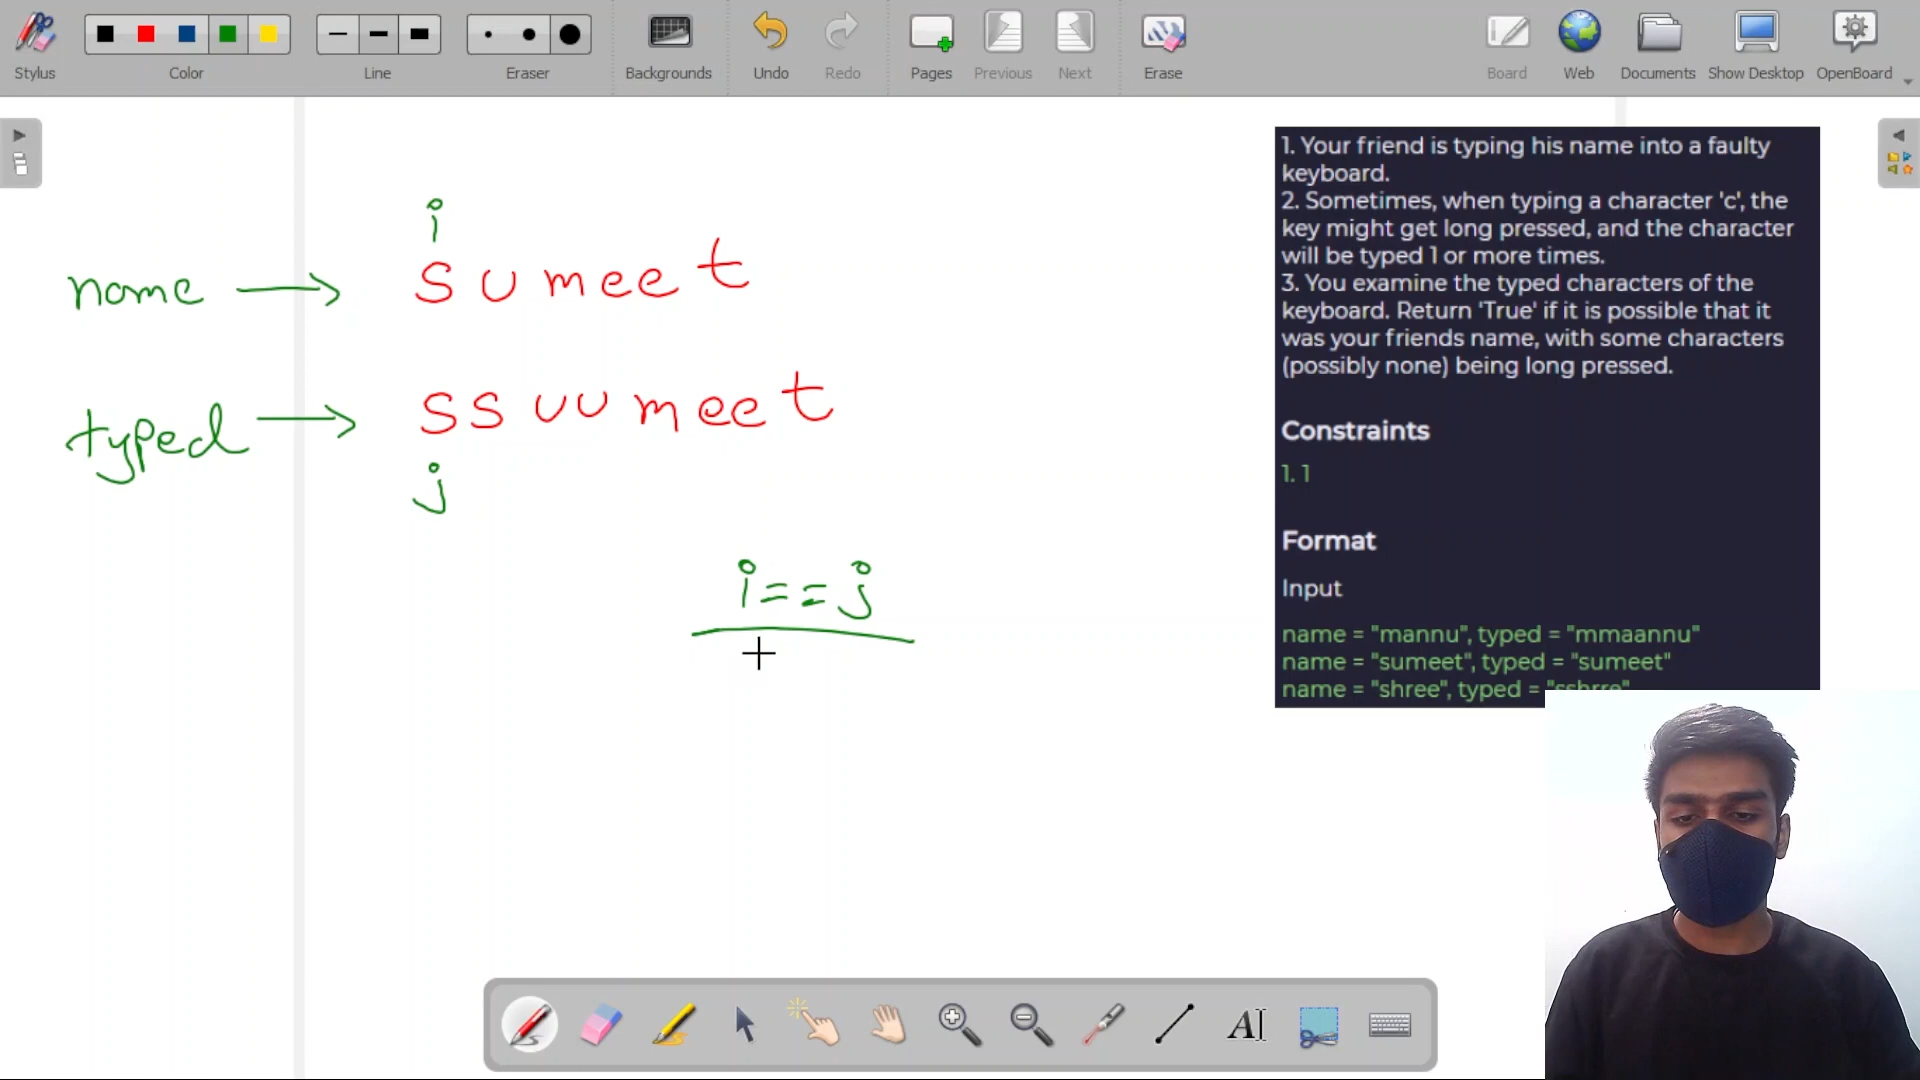 Stylus
Color
Line
Eraser
Backgrounds
Undo
Redo
Pages
Previous
Next
Erase
Board
Web
Documents
Show Desktop
OpenBoard
i
name → sumeet
typed → ssuumeet
j
i==j
1. Your friend is typing his name into a faulty
keyboard.
2. Sometimes, when typing a character 'c', the
key might get long pressed, and the character
will be typed 1 or more times.
3. You examine the typed characters of the
keyboard. Return 'True' if it is possible that it
was your friends name, with some characters
(possibly none) being long pressed.
Constraints
1. 1
Format
Input
name = "mannu", typed = "mmaannu"
name = "sumeet", typed = "sumeet"
name = "shree", typed = "sshrre"
AI